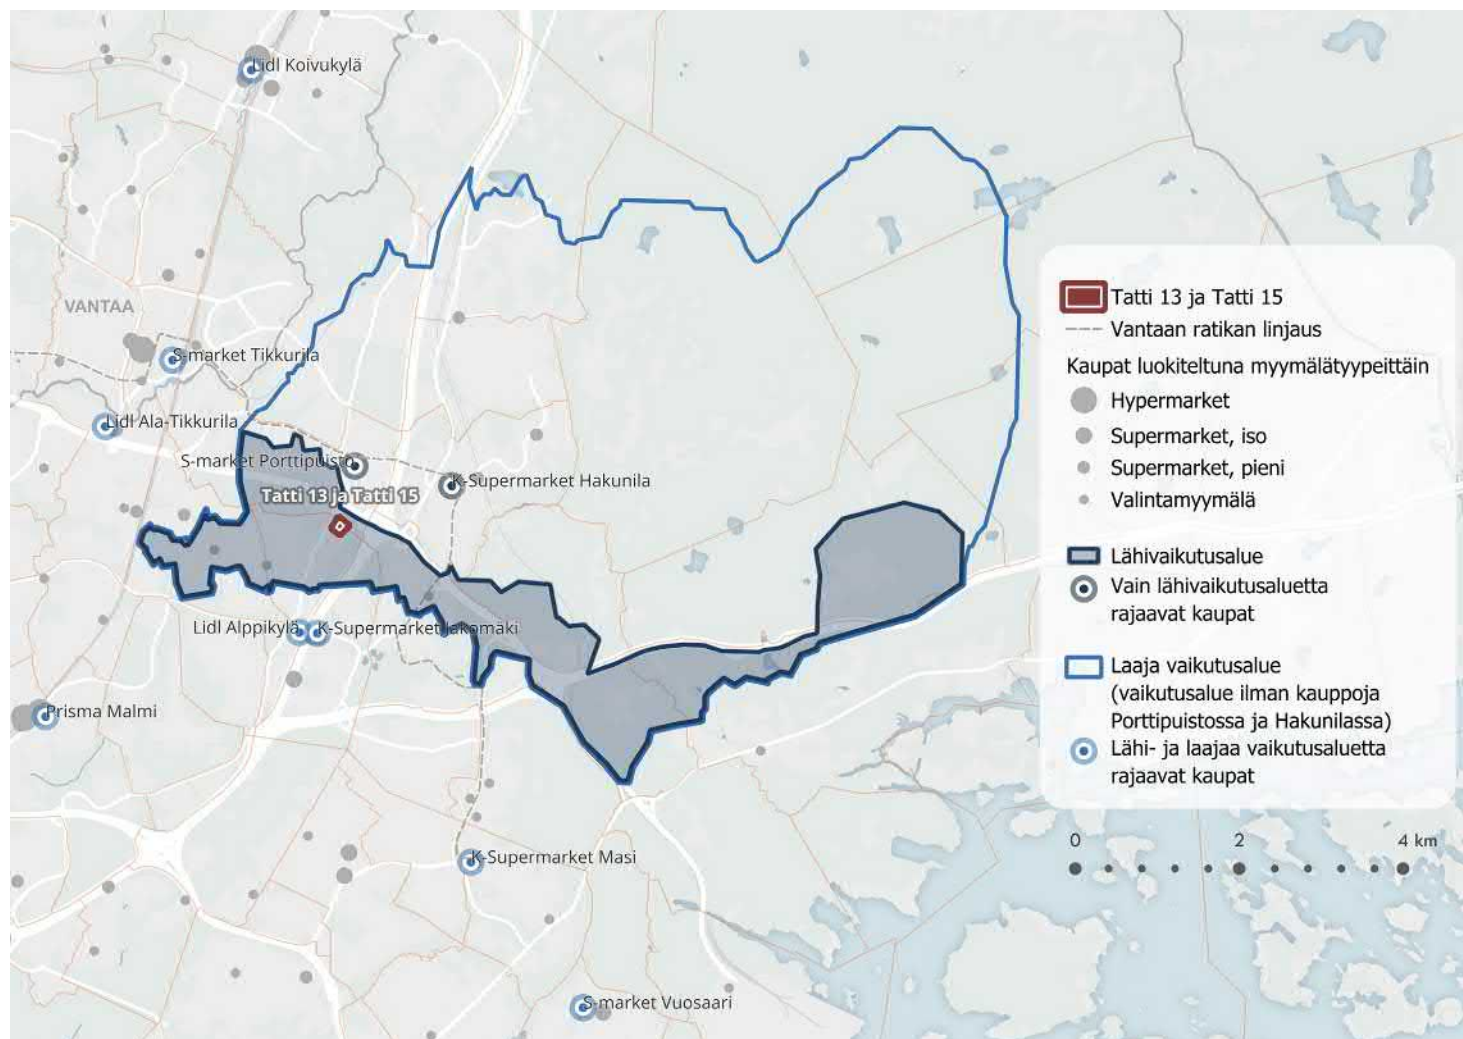 Lidl Koivukylä
VANTAA
S-market Tikkurila
Lidl Ala-Tikkurila
S-market Porttipuisto
K-Supermarket Hakunila
Tatti 13 ja Tatti 15
Lidl Alppikylä
K-Supermarket Jakomäki
Prisma Malmi
K-Supermarket Masi
S-market Vuosaari
Tatti 13 ja Tatti 15
Vantaan ratikan linjaus
Kaupat luokiteltuna myymälätyypeittäin
Hypermarket
Supermarket, iso
Supermarket, pieni
Valintamyymälä
Lähivaikutusalue
Vain lähivaikutusaluetta
rajaavat kaupat
Laaja vaikutusalue
(vaikutusalue ilman kauppoja
Porttipuistossa ja Hakunilassa)
Lähi- ja laajaa vaikutusaluetta
rajaavat kaupat
0 2 4 km